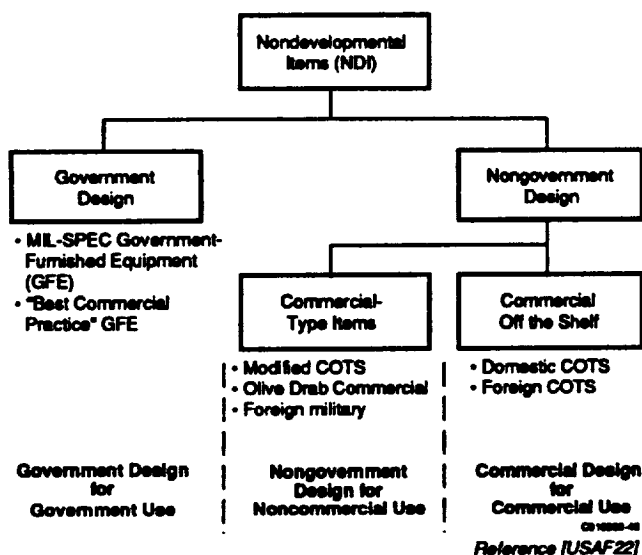 Nondevelopmental
Items (NDI)
Government
Design
Nongovernment
Design
• MIL-SPEC Government-
Furnished Equipment
(GFE)
• "Best Commercial
Practice" GFE
Commercial-
Type Items
Commercial
Off the Shelf
• Modified COTS
• Olive Drab Commercial
• Foreign military
• Domestic COTS
• Foreign COTS
Government Design
for
Government Use
Nongovernment
Design for
Noncommercial Use
Commercial Design
for
Commercial Use
Reference [USAF22]